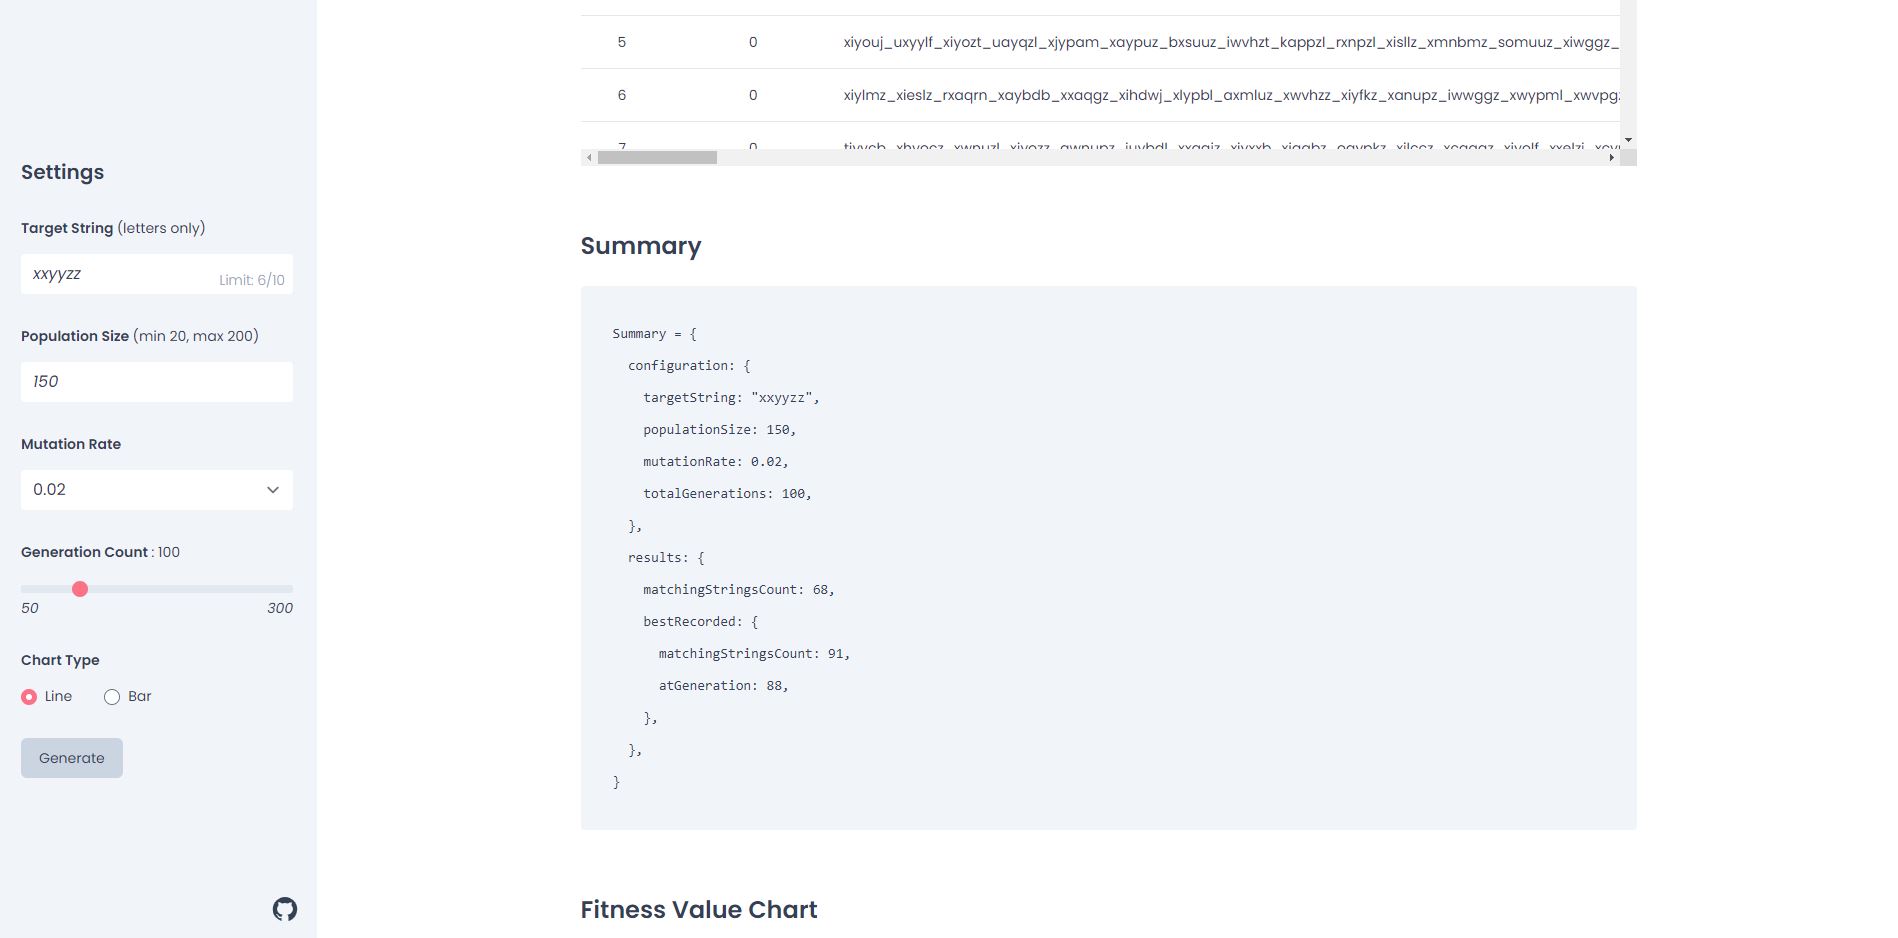 Settings
Target String (letters only)
xxyyzz
Limit: 6/10
Population Size (min 20, max 200)
150
Mutation Rate
0.02
Generation Count : 100
50 300
Chart Type
Line Bar
Generate
5 0 xiyouj_uxyylf_xiyozt_uayqzl_xjypam_xaypuz_bxsuuz_iwvhzt_kappzl_rxnpzl_xisllz_xmnbmz_somuuz_xiwggz_
6 0 xiylmz_xieslz_rxaqrn_xaybdb_xxaqgz_xihdwj_xlypbl_axmluz_xwvhzz_xiyfkz_xanupz_iwwggz_xwypml_xwvpgz
7 0
Summary
Summary = {
configuration: {
targetString: "xxyyzz",
populationSize: 150,
mutationRate: 0.02,
totalGenerations: 100,
},
results: {
matchingStringsCount: 68,
bestRecorded: {
matchingStringsCount: 91,
atGeneration: 88,
},
},
}
Fitness Value Chart